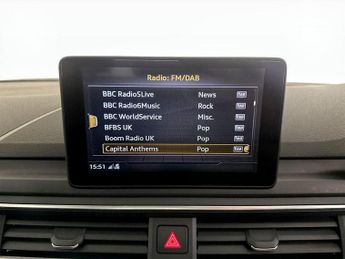 Radio: FM/DAB
BBC Radio5Live News
BBC Radio6Music Rock
BBC WorldService Misc.
BFBS UK Pop
Boom Radio UK Pop
Capital Anthems Pop
15:51